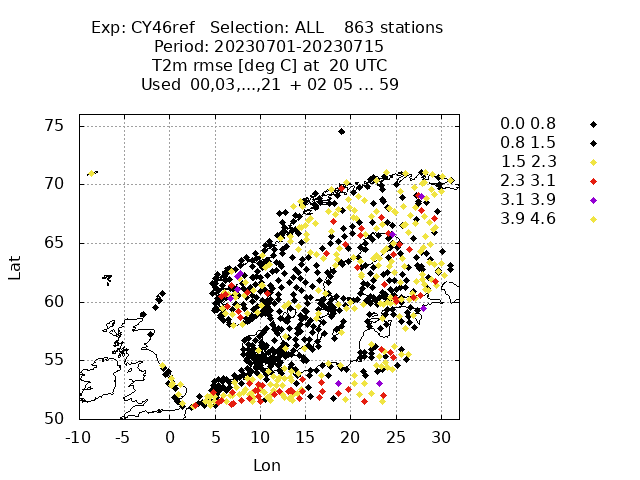 Exp: CY46ref   Selection: ALL    863 stations
Period: 20230701-20230715
T2m rmse [deg C] at  20 UTC
Used  00,03,...,21  + 02 05 ... 59
0.0 0.8
0.8 1.5
1.5 2.3
2.3 3.1
3.1 3.9
3.9 4.6
75
70
65
60
55
50
Lat
-10 -5 0 5 10 15 20 25 30
Lon